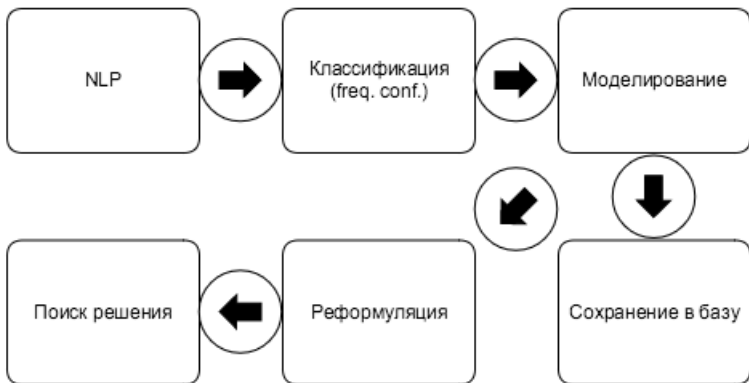 NLP
Классификация
(freq. conf.)
Моделирование
Поиск решения
Реформуляция
Сохранение в базу